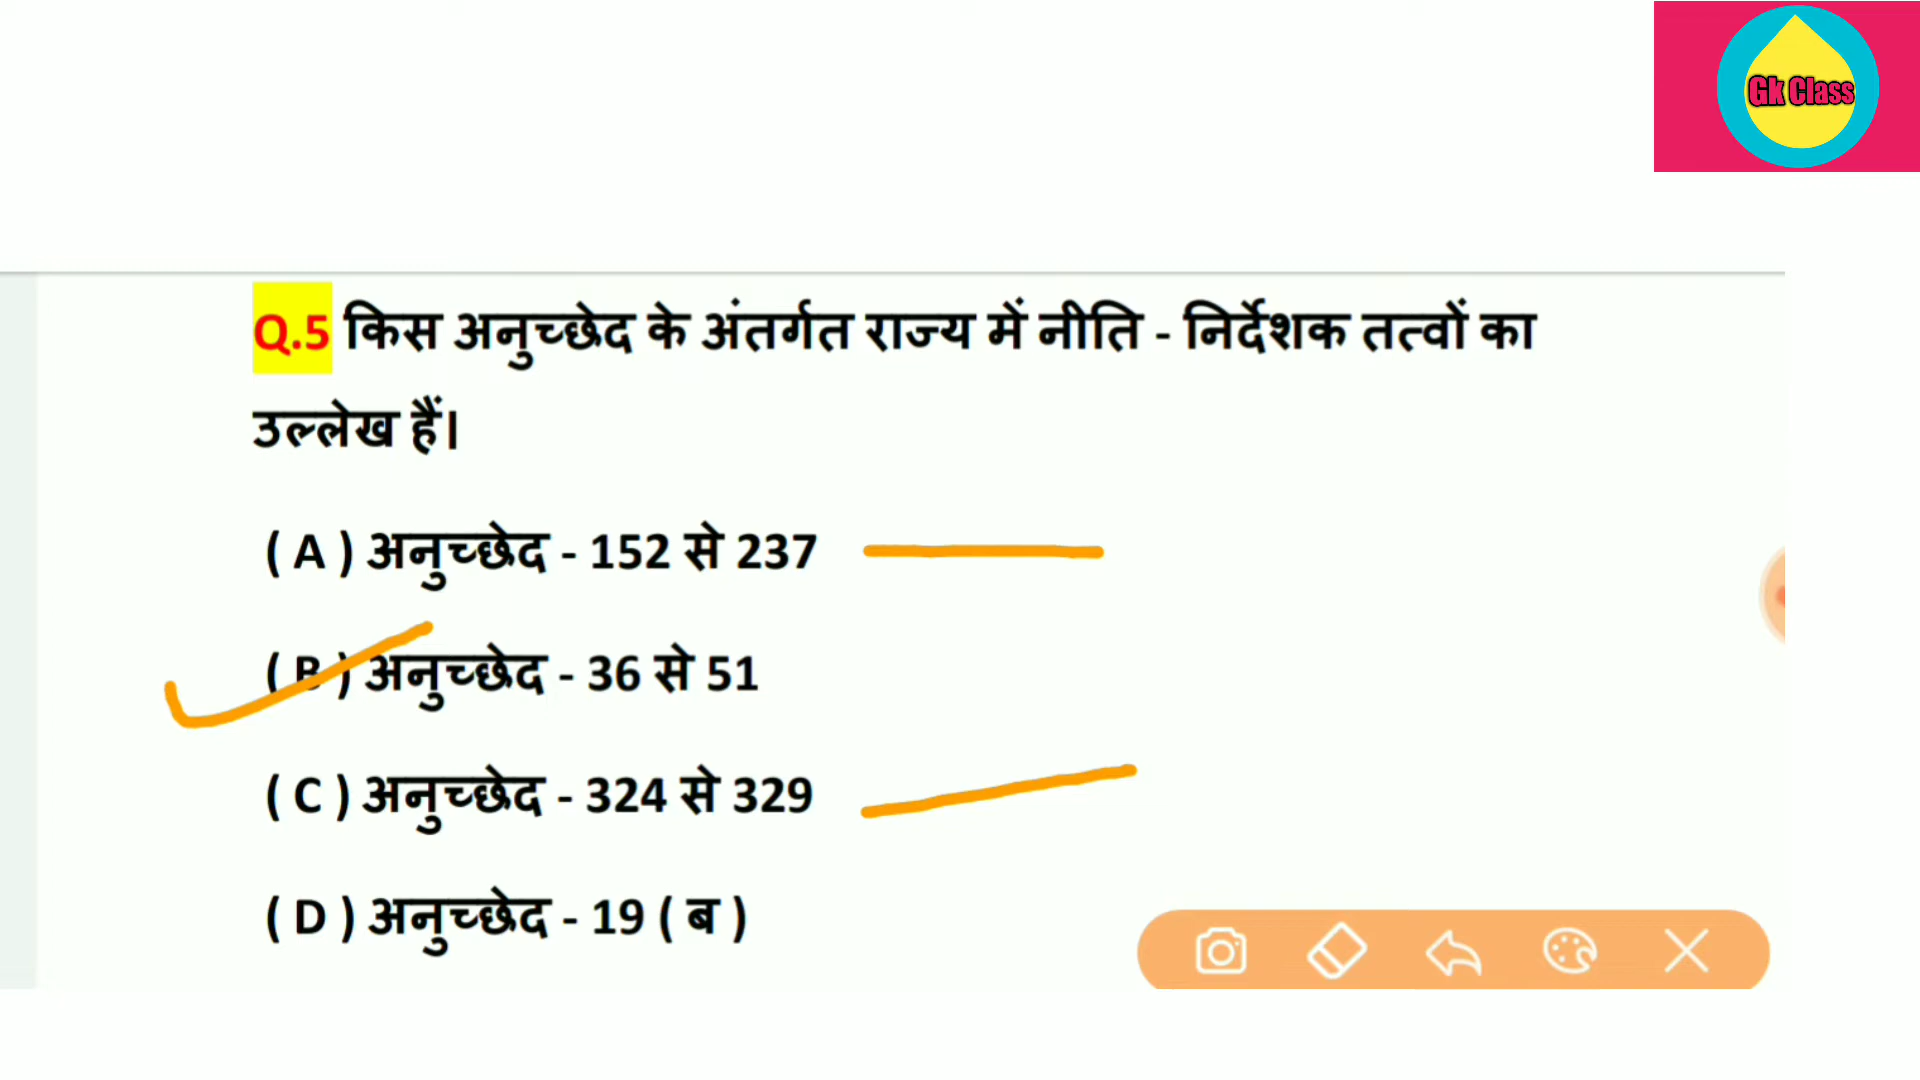 Gk Class
Q.5 किस अनुच्छेद के अंतर्गत राज्य में नीति - निर्देशक तत्वों का
उल्लेख हैं।
( A ) अनुच्छेद - 152 से 237
( B ) अनुच्छेद - 36 से 51
( C ) अनुच्छेद - 324 से 329
( D ) अनुच्छेद - 19 ( ब )